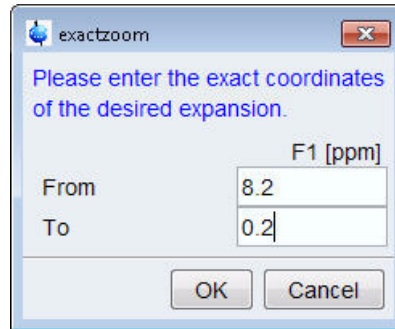 exactzoom
Please enter the exact coordinates
of the desired expansion.
F1 [ppm]
From 8.2
To 0.2
OK Cancel